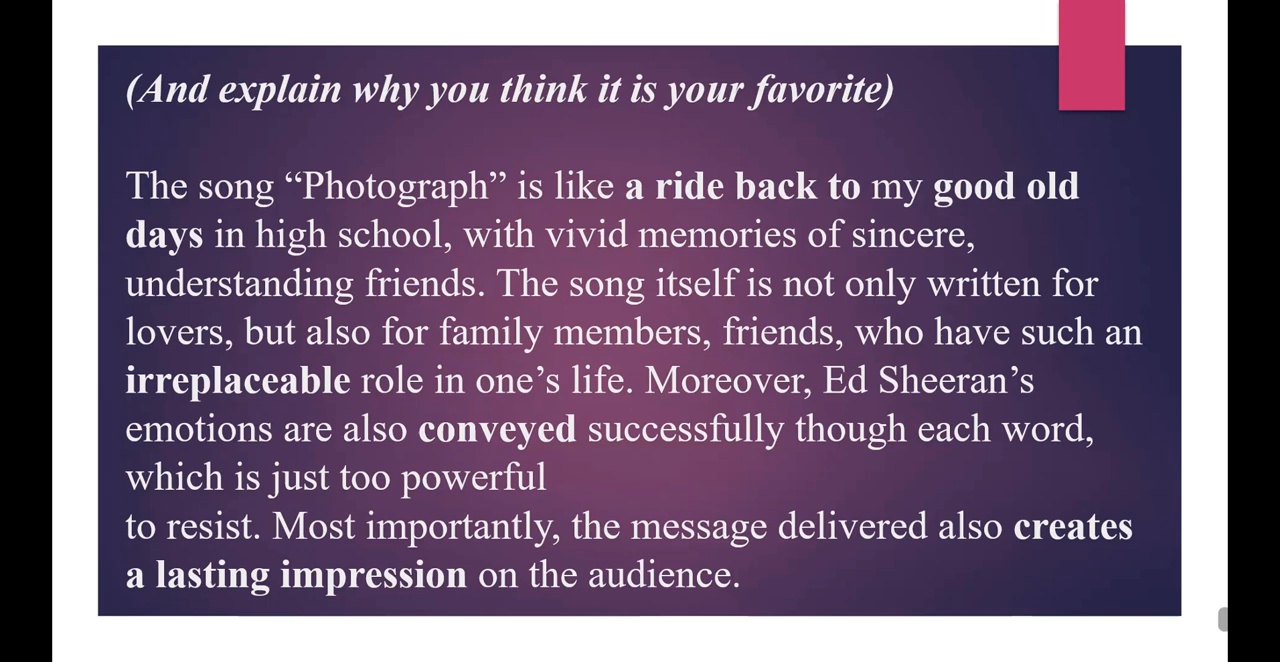 (And explain why you think it is your favorite)
The song “Photograph” is like a ride back to my good old
days in high school, with vivid memories of sincere,
understanding friends. The song itself is not only written for
lovers, but also for family members, friends, who have such an
irreplaceable role in one’s life. Moreover, Ed Sheeran’s
emotions are also conveyed successfully though each word,
which is just too powerful
to resist. Most importantly, the message delivered also creates
a lasting impression on the audience.